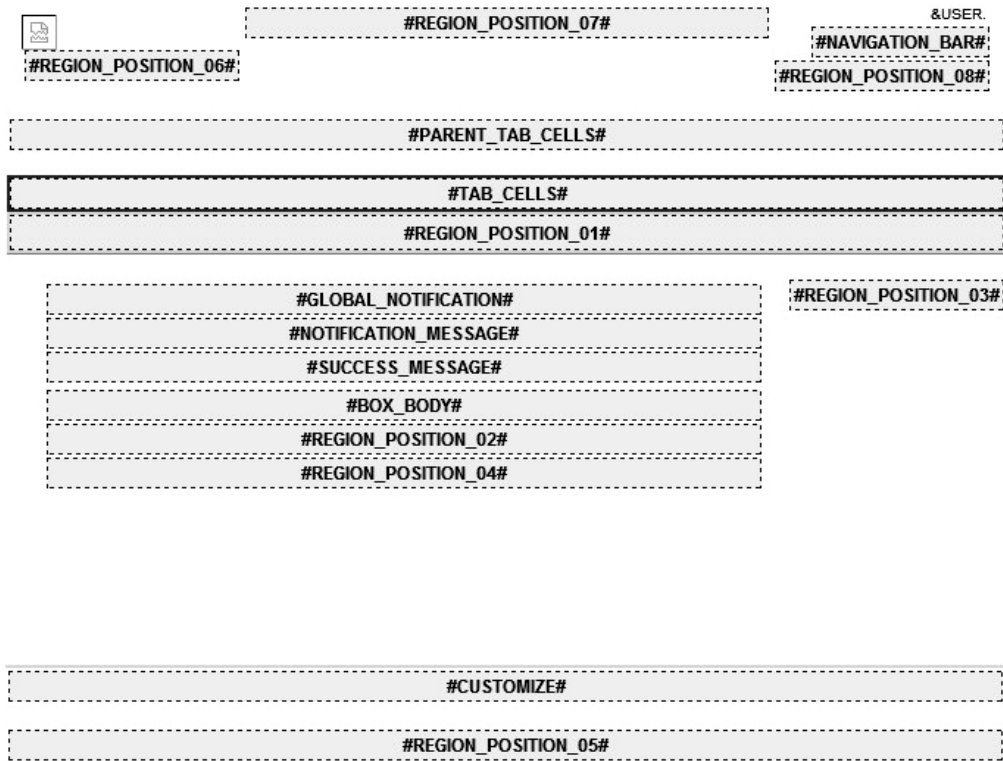 #REGION_POSITION_07#
&USER.
#NAVIGATION_BAR#
#REGION_POSITION_06#
#REGION_POSITION_08#
#PARENT_TAB_CELLS#
#TAB_CELLS#
#REGION_POSITION_01#
#GLOBAL_NOTIFICATION#
#REGION_POSITION_03#
#NOTIFICATION_MESSAGE#
#SUCCESS_MESSAGE#
#BOX_BODY#
#REGION_POSITION_02#
#REGION_POSITION_04#
#CUSTOMIZE#
#REGION_POSITION_05#